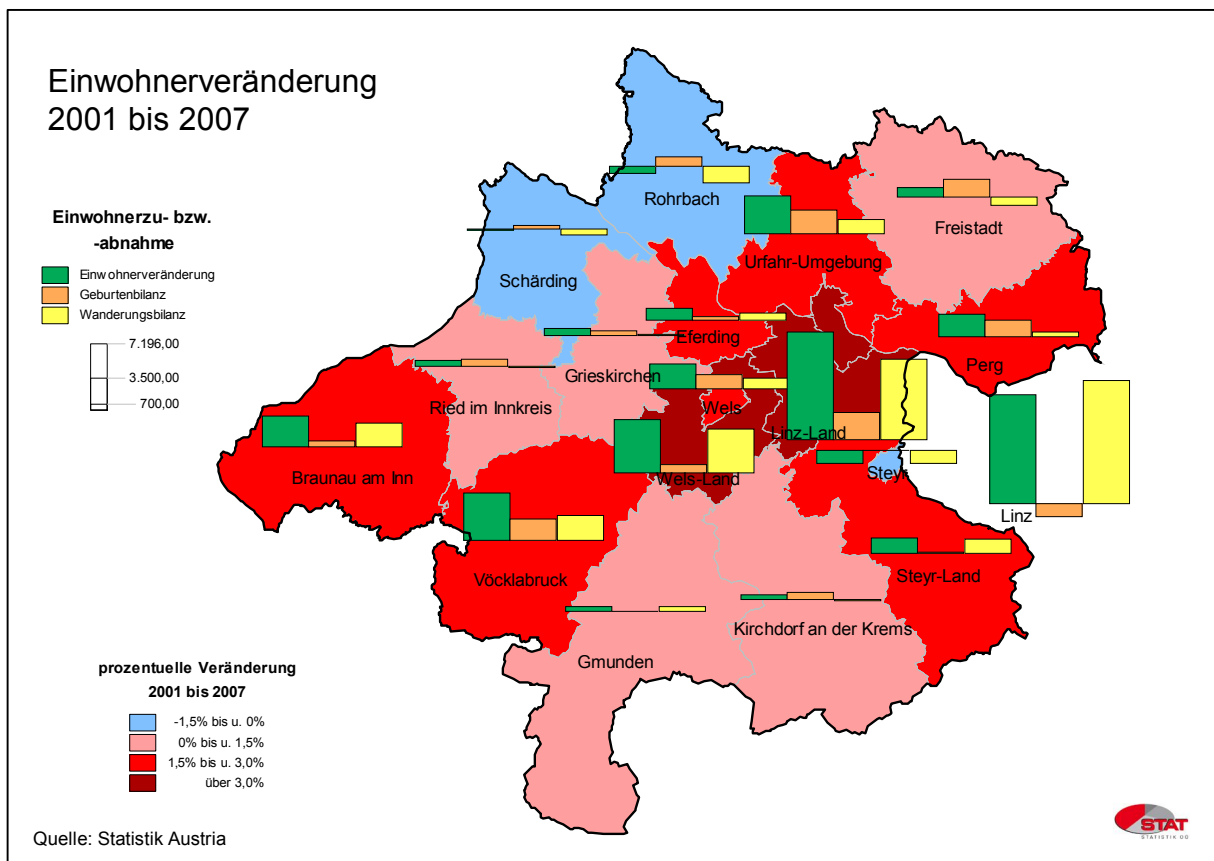 Einwohnerveränderung
2001 bis 2007
Einwohnerzu- bzw.
-abnahme
Einwohnerveränderung
Geburtenbilanz
Wanderungsbilanz
7.196,00
3.500,00
700,00
Rohrbach
Freistadt
Urfahr-Umgebung
Schärding
Eferding
Perg
Grieskirchen
Ried im Innkreis
Wels
Linz-Land
Braunau am Inn
Wels-Land
Steyr
Linz
Vöcklabruck
Steyr-Land
Kirchdorf an der Krems
Gmunden
prozentuelle Veränderung
2001 bis 2007
-1,5% bis u. 0%
0% bis u. 1,5%
1,5% bis u. 3,0%
über 3,0%
Quelle: Statistik Austria
STAT
STATISTIK OÖ